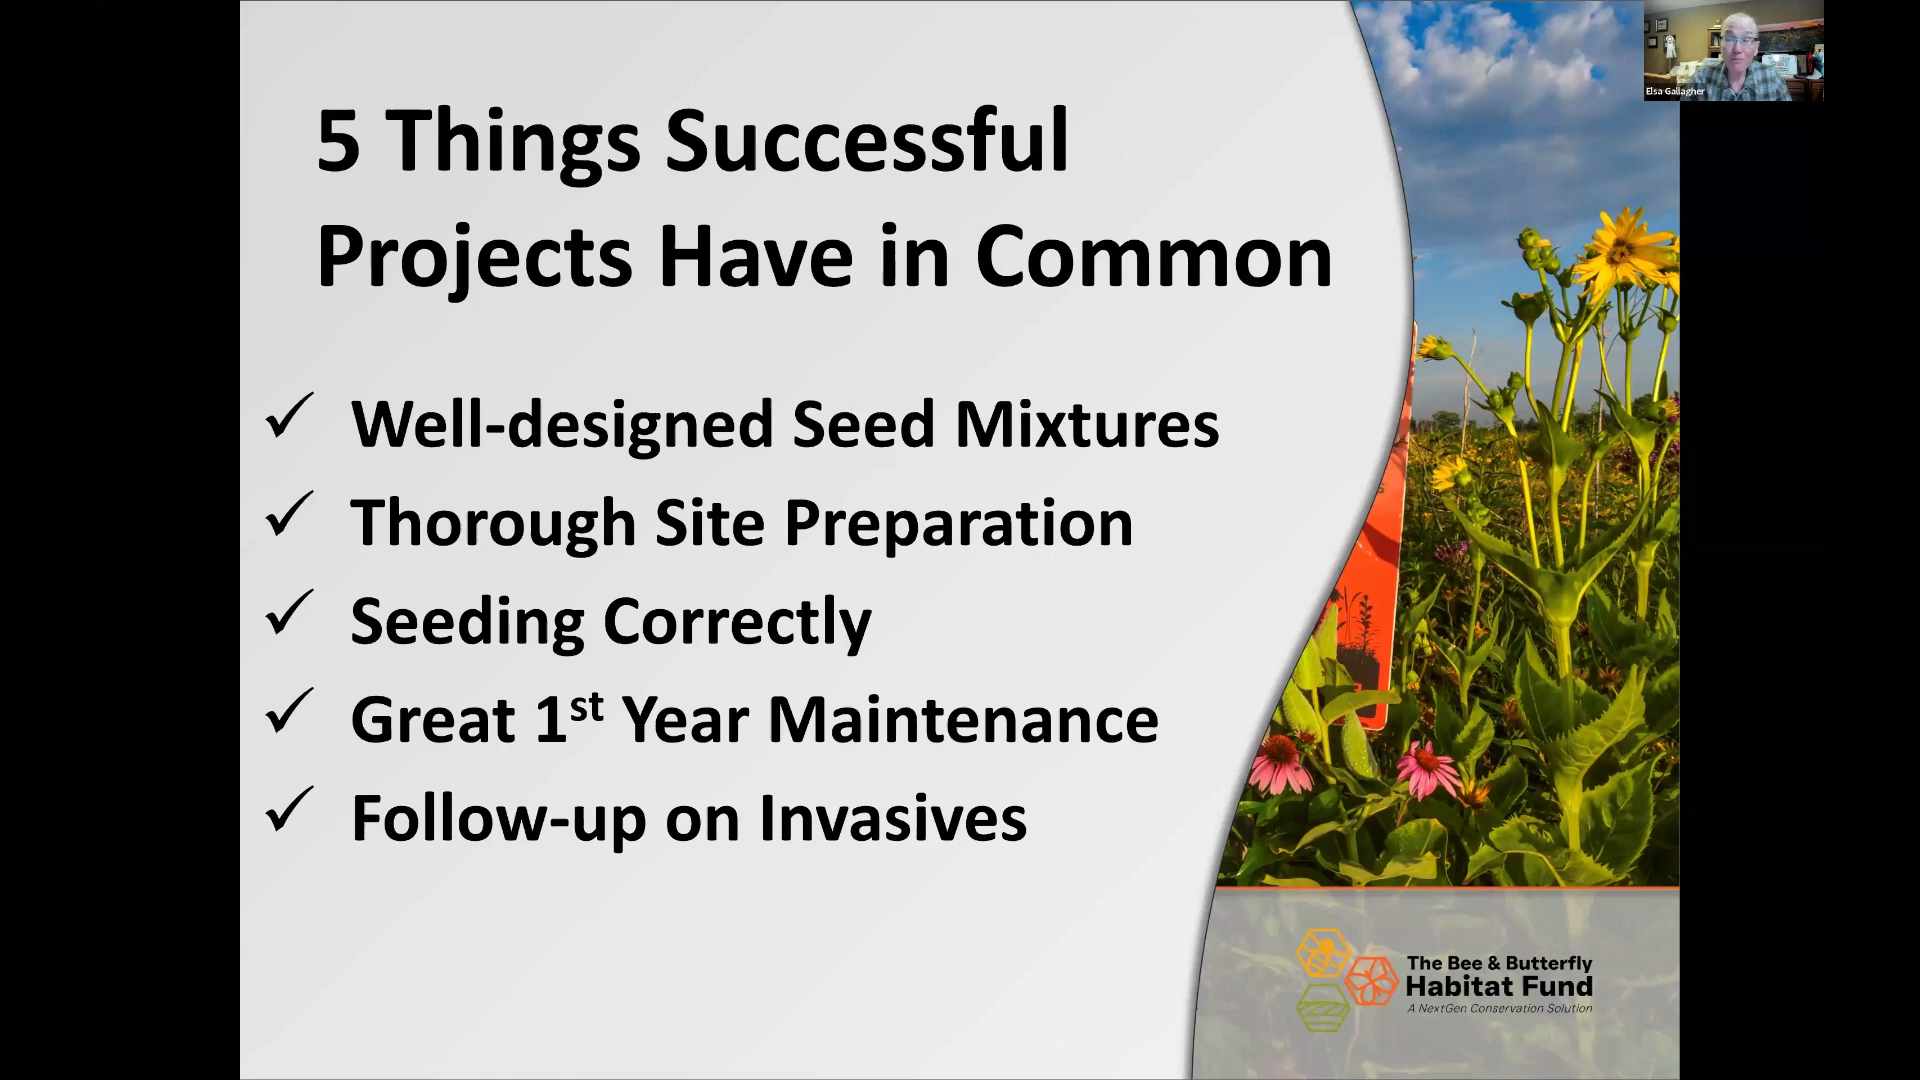 5 Things Successful
Projects Have in Common
✓ Well-designed Seed Mixtures
✓ Thorough Site Preparation
✓ Seeding Correctly
✓ Great 1st Year Maintenance
✓ Follow-up on Invasives
Elsa Gallagher
The Bee & Butterfly
Habitat Fund
A NextGen Conservation Solution